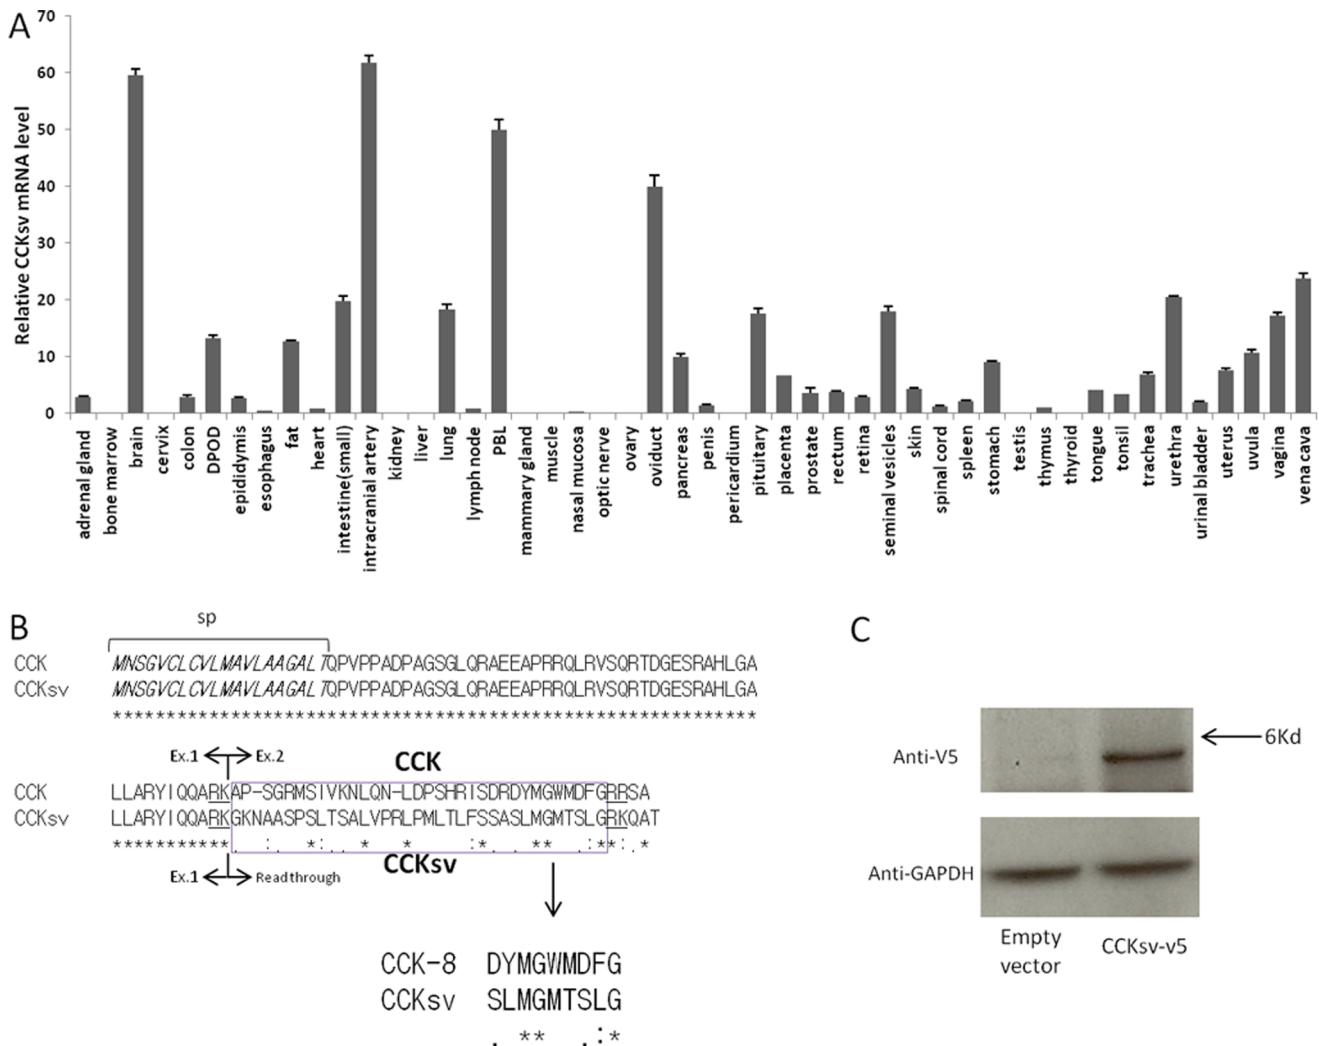 A
70
60
50
40
30
20
10
0
Relative CCKsv mRNA level
adrenal gland
bone marrow
brain
cervix
colon
DPOD
epididymis
esophagus
fat
heart
intestine(small)
intracranial artery
kidney
liver
lung
lymph node
PBL
mammary gland
muscle
nasal mucosa
optic nerve
ovary
oviduct
pancreas
penis
pericardium
pituitary
placenta
prostate
rectum
retina
seminal vesicles
skin
spinal cord
spleen
stomach
testis
thymus
thyroid
tongue
tonsil
trachea
urethra
urinal bladder
uterus
uvula
vagina
vena cava
B
sp
CCK MNSGVCLCVLMAVLAAGALTQPVPPADPAGSGLQRAEEAPRRQLRVSQRTDGESRAHLGA
CCKsv MNSGVCLCVLMAVLAAGALTQPVPPADPAGSGLQRAEEAPRRQLRVSQRTDGESRAHLGA
************************************************************
Ex.1 Ex.2
CCK
CCK LLARYIQQARKAP-SGRMSIVKNLQN-LDPSHRISDRDYMGWMDFGRRSA
CCKsv LLARYIQQARKGKNAASPSLTSALVPRLPMLTLFSSASLMGMTSLGRKQAT
***********. : . *: . * * :. . ** .:**: . *
CCKsv
Ex.1 Read through
CCK-8 DYMGWMDFG
CCKsv SLMGMTSLG
. ** .:*
C
Anti-V5
6Kd
Anti-GAPDH
Empty vector
CCKsv-v5